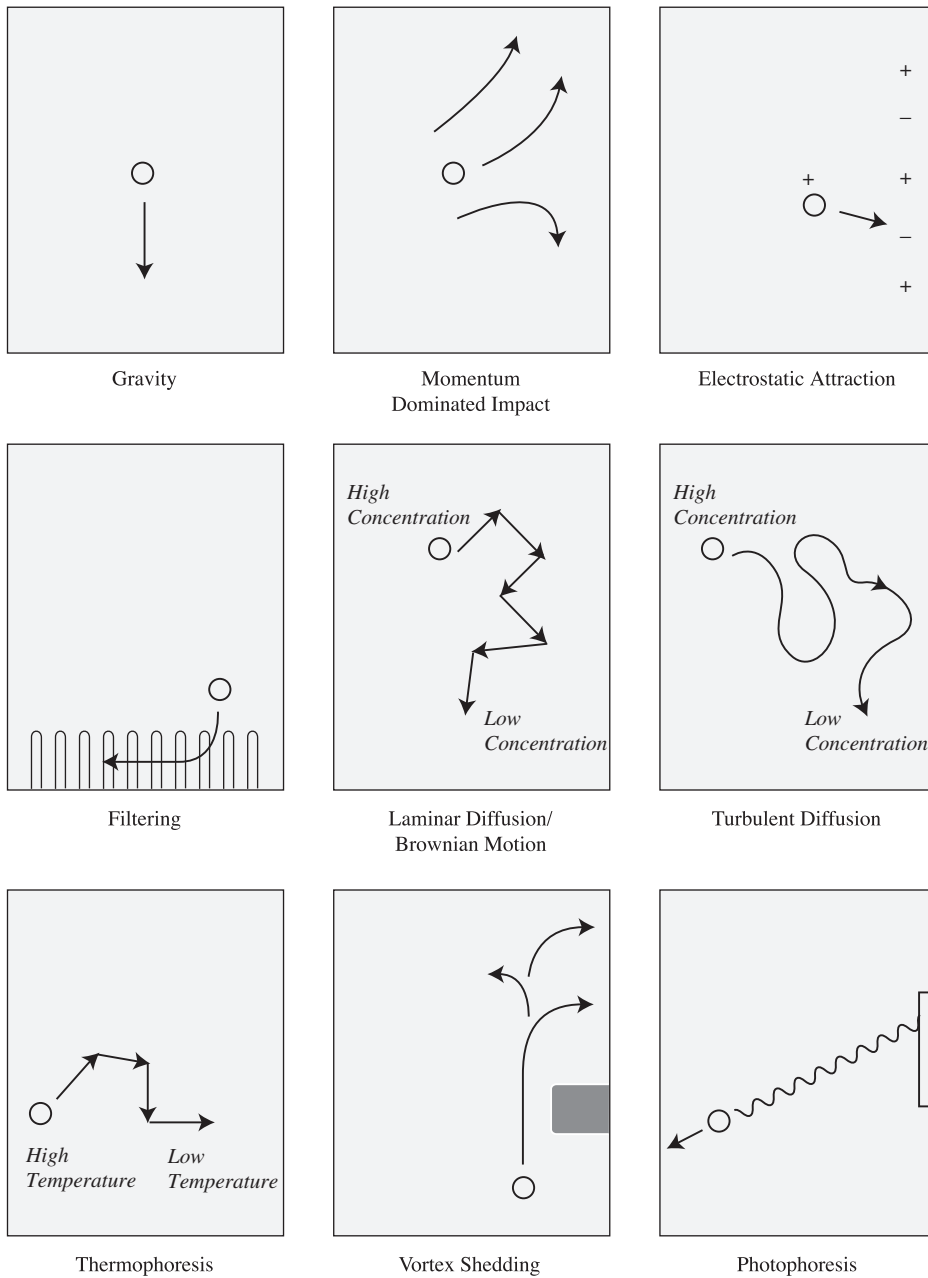 +
−
+
+
−
+
Gravity
Momentum
Dominated Impact
Electrostatic Attraction
High
Concentration
Low
Concentration
High
Concentration
Low
Concentration
Filtering
Laminar Diffusion/
Brownian Motion
Turbulent Diffusion
High
Temperature
Low
Temperature
Thermophoresis
Vortex Shedding
Photophoresis